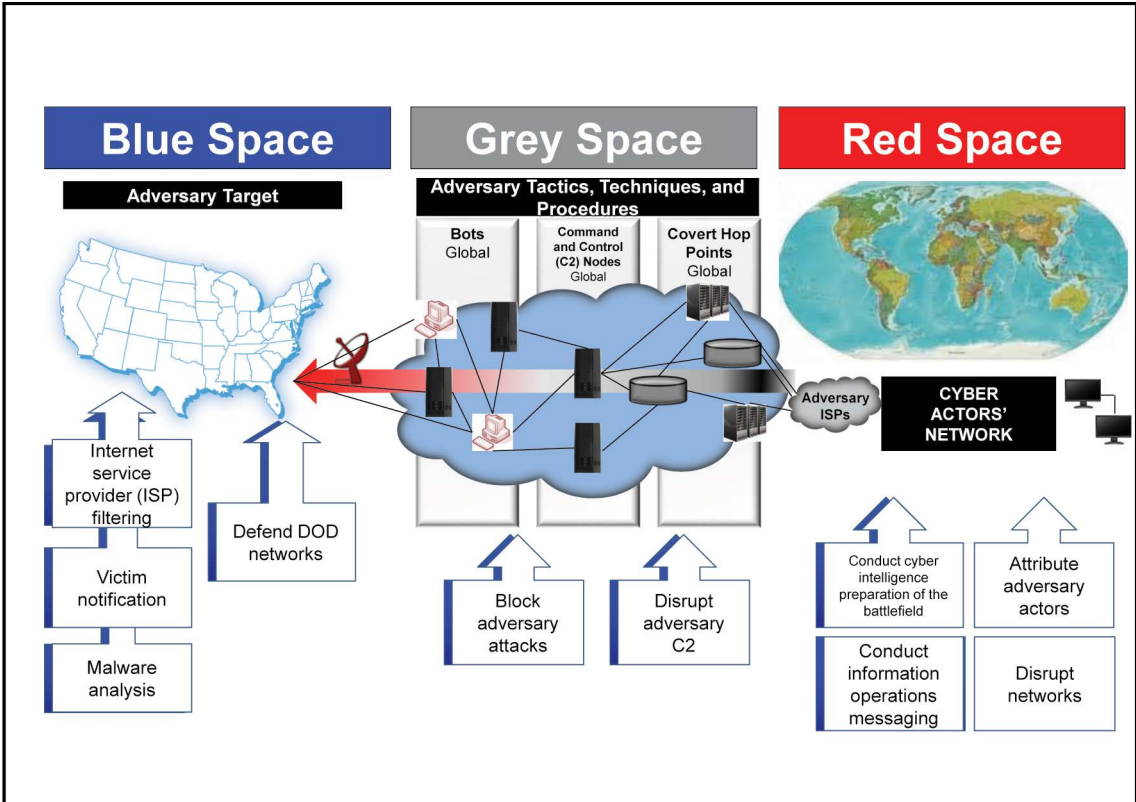 Blue Space
Grey Space
Red Space
Adversary Target
Adversary Tactics, Techniques, and
Procedures
Bots
Global
Command
and Control
(C2) Nodes
Global
Covert Hop
Points
Global
Adversary
ISPs
CYBER
ACTORS’
NETWORK
Internet
service
provider (ISP)
filtering
Victim
notification
Malware
analysis
Defend DOD
networks
Block
adversary
attacks
Disrupt
adversary
C2
Conduct cyber
intelligence
preparation of the
battlefield
Attribute
adversary
actors
Conduct
information
operations
messaging
Disrupt
networks